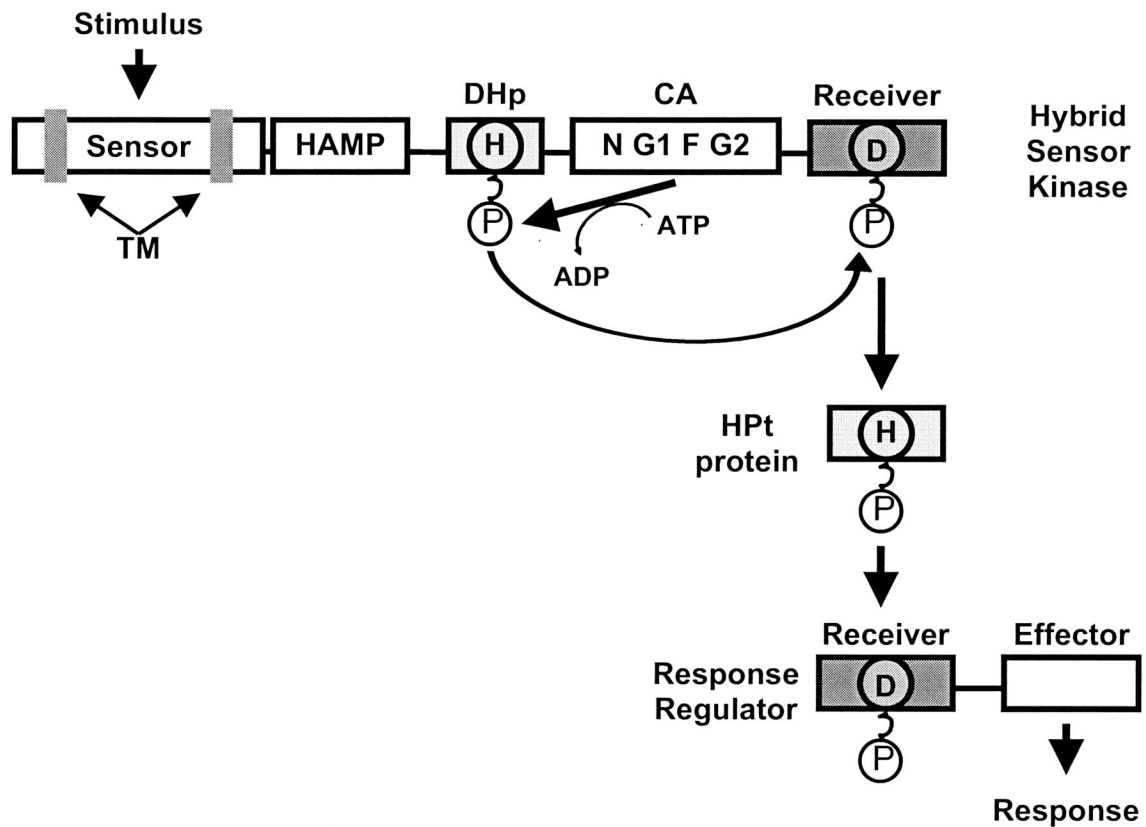 Stimulus
DHp
CA
Receiver
Sensor
HAMP
H
N G1 F G2
D
Hybrid
Sensor
Kinase
TM
P
ATP
ADP
P
HPt
protein
H
P
Receiver
Effector
Response
Regulator
D
P
Response